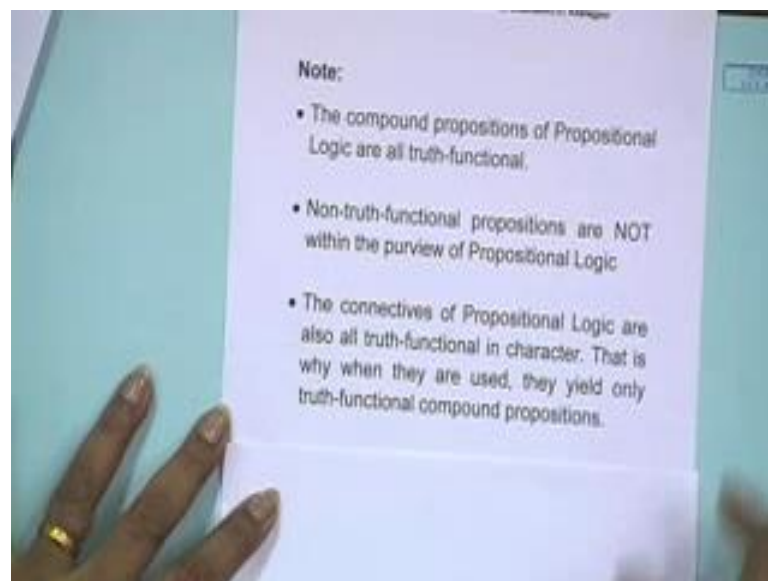 Note:
• The compound propositions of Propositional
Logic are all truth-functional.
• Non-truth-functional propositions are NOT
within the purview of Propositional Logic
• The connectives of Propositional Logic are
also all truth-functional in character. That is
why when they are used, they yield only
truth-functional compound propositions.